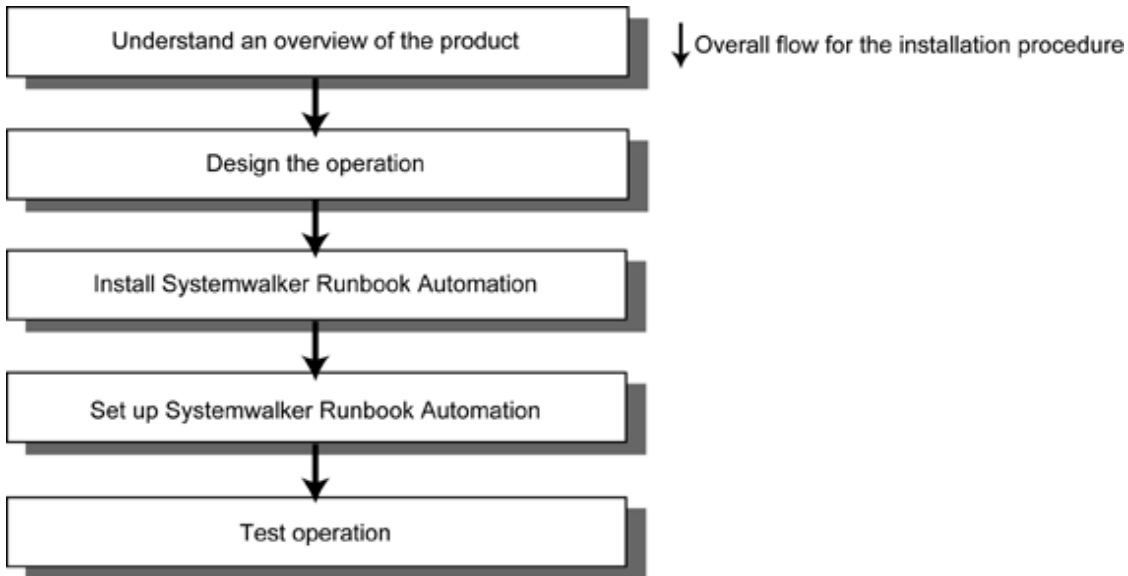 Understand an overview of the product
Overall flow for the installation procedure
Design the operation
Install Systemwalker Runbook Automation
Set up Systemwalker Runbook Automation
Test operation